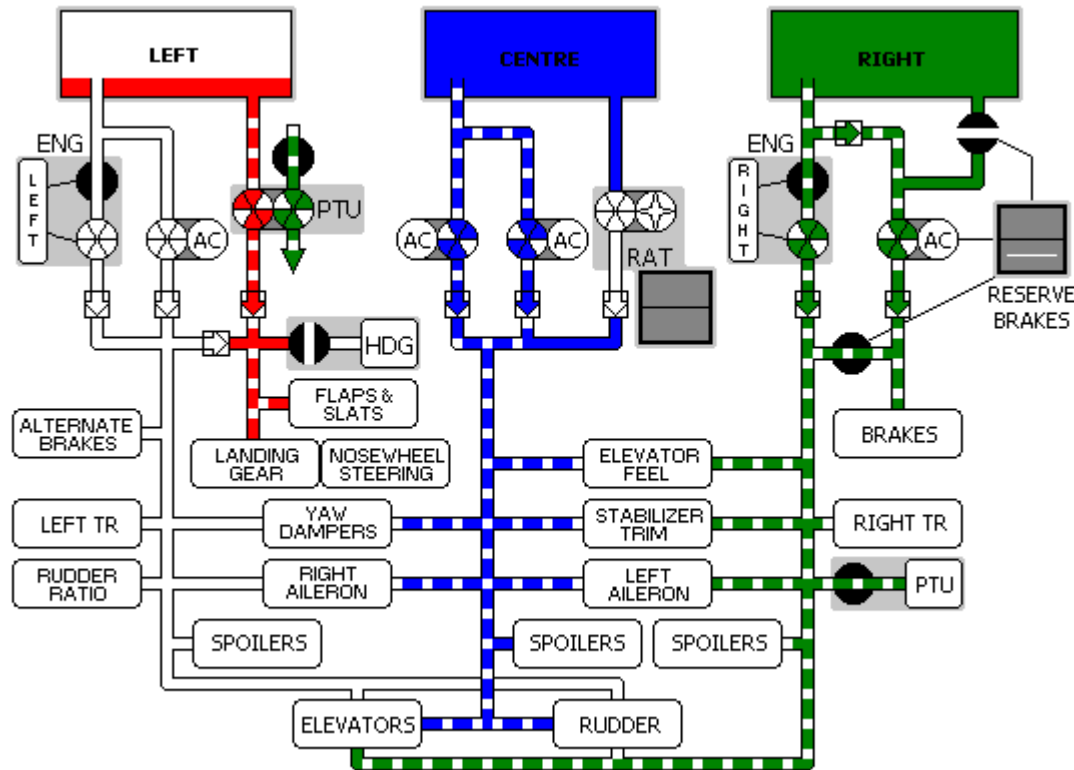 LEFT
CENTRE
RIGHT
ENG
LEFT
AC
PTU
AC
AC
RAT
ENG
RIGHT
AC
RESERVE
BRAKES
HDG
FLAPS &
SLATS
ALTERNATE
BRAKES
LANDING
GEAR
NOSEWHEEL
STEERING
ELEVATOR
FEEL
BRAKES
LEFT TR
YAW
DAMPERS
STABILIZER
TRIM
RIGHT TR
RUDDER
RATIO
RIGHT
AILERON
LEFT
AILERON
PTU
SPOILERS
SPOILERS
SPOILERS
ELEVATORS
RUDDER